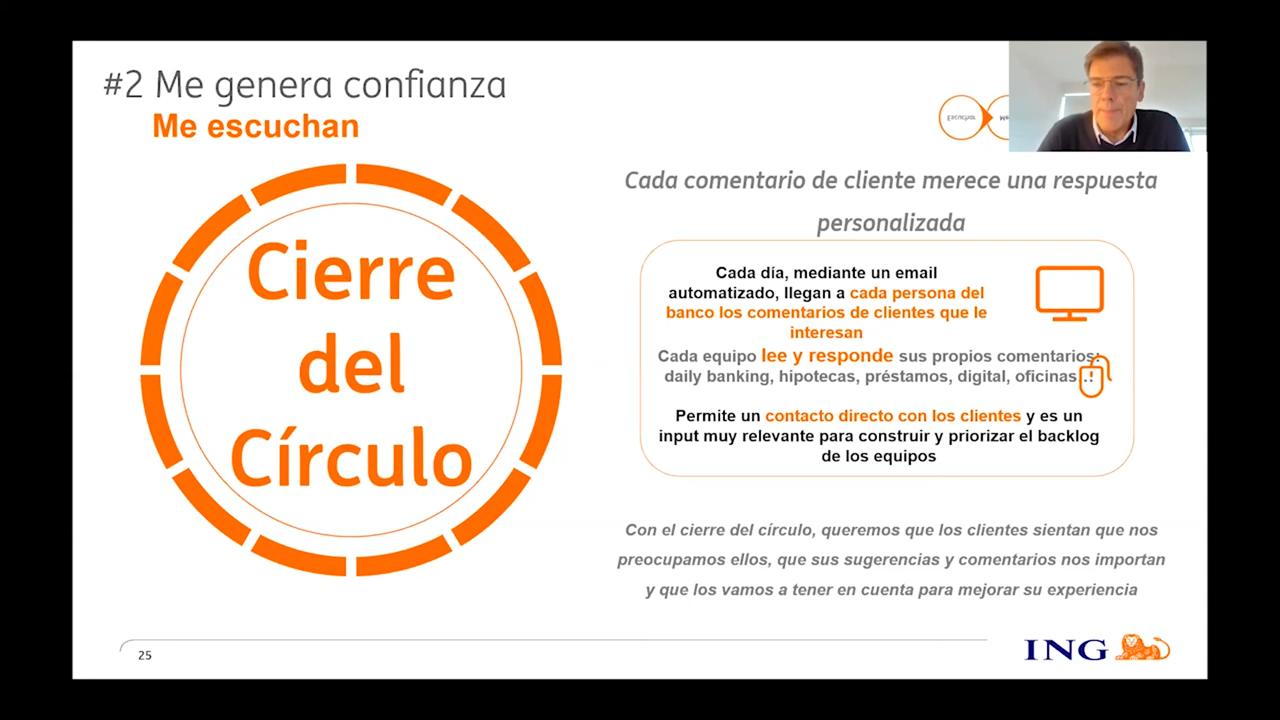 #2 Me genera confianza
Me escuchan
Escuchar
Cierre
del
Círculo
Cada comentario de cliente merece una respuesta
personalizada
Cada día, mediante un email
automatizado, llegan a cada persona del
banco los comentarios de clientes que le
interesan
Cada equipo lee y responde sus propios comentarios:
daily banking, hipotecas, préstamos, digital, oficinas...!
Permite un contacto directo con los clientes y es un
input muy relevante para construir y priorizar el backlog
de los equipos
Con el cierre del círculo, queremos que los clientes sientan que nos
preocupamos ellos, que sus sugerencias y comentarios nos importan
y que los vamos a tener en cuenta para mejorar su experiencia
25
ING